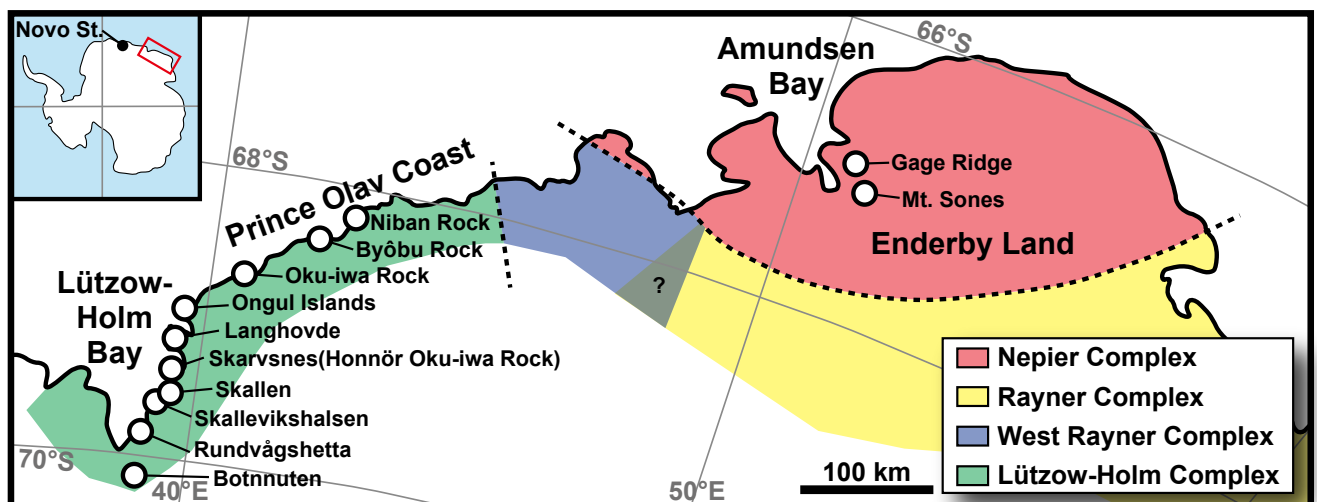 Novo St.
66°S
Amundsen
Bay
Gage Ridge
Mt. Sones
Enderby Land
68°S
Prince Olav Coast
Niban Rock
Byôbu Rock
Oku-iwa Rock
Lützow-
Holm
Bay
Ongul Islands
Langhovde
Skarvsnes(Honnör Oku-iwa Rock)
Skallen
Skallevikshalsen
Rundvågshetta
Botnnuten
70°S
40°E
50°E
?
100 km
Nepier Complex
Rayner Complex
West Rayner Complex
Lützow-Holm Complex